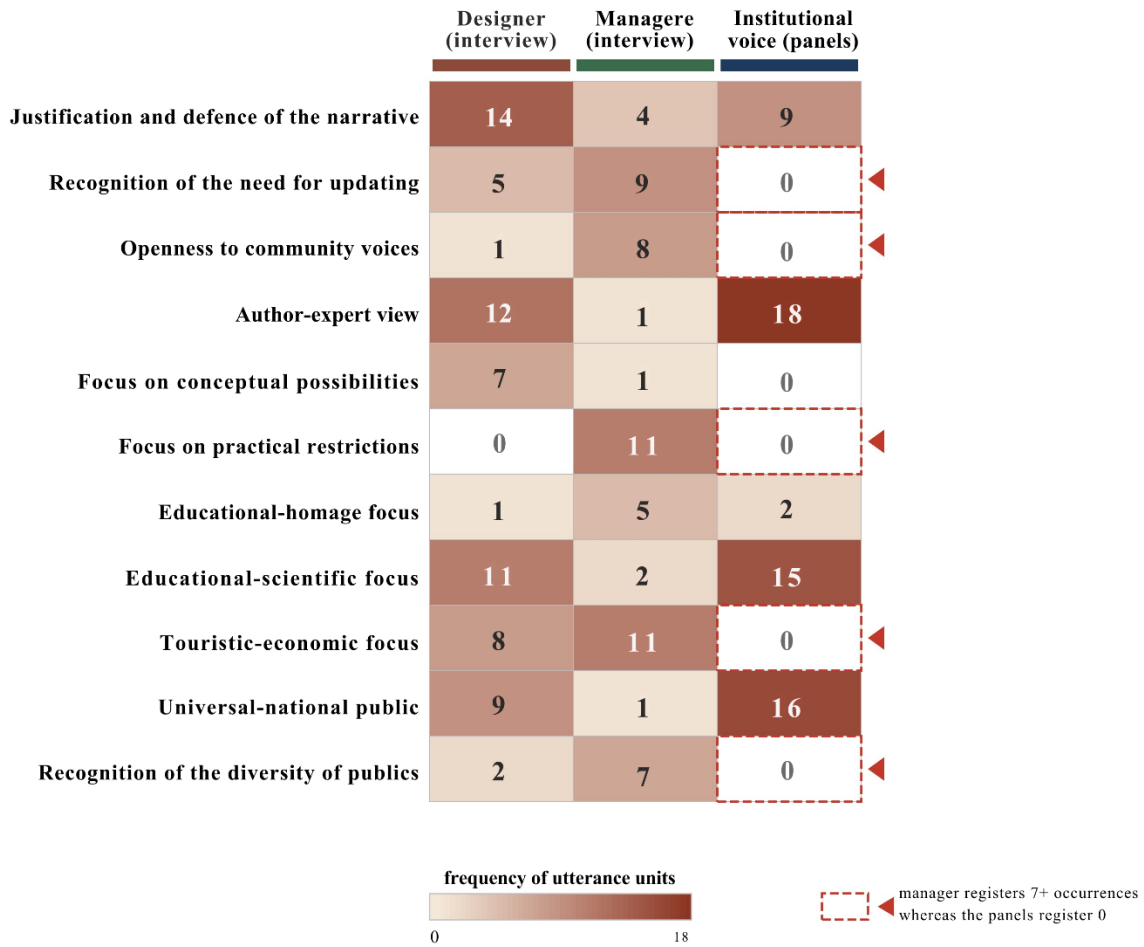 Designer
(interview)
Managere
(interview)
Institutional
voice (panels)
Justification and defence of the narrative 14 4 9
Recognition of the need for updating 5 9 0
Openness to community voices 1 8 0
Author-expert view 12 1 18
Focus on conceptual possibilities 7 1 0
Focus on practical restrictions 0 11 0
Educational-homage focus 1 5 2
Educational-scientific focus 11 2 15
Touristic-economic focus 8 11 0
Universal-national public 9 1 16
Recognition of the diversity of publics 2 7 0
frequency of utterance units
0 18
manager registers 7+ occurrences
whereas the panels register 0